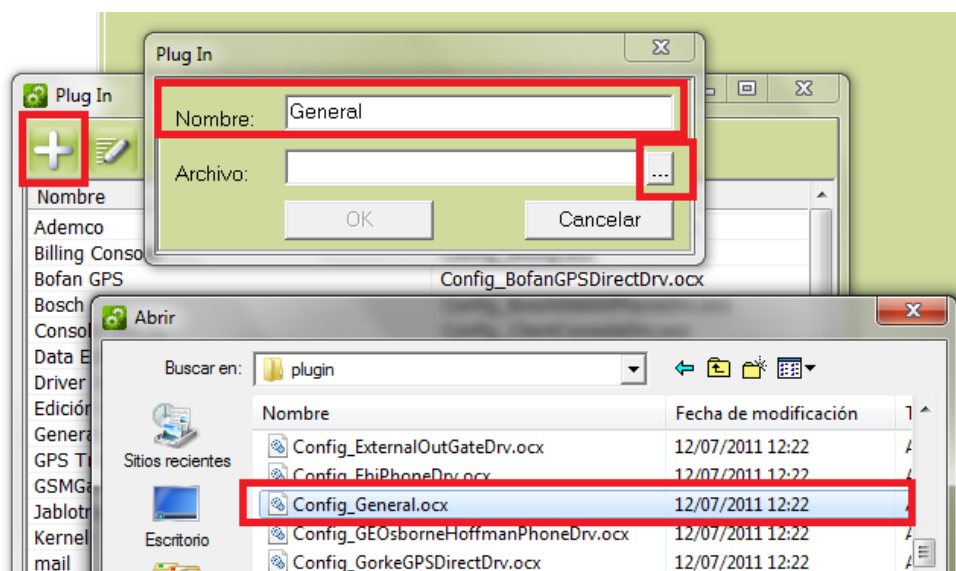 Plug In
Nombre: General
Archivo: ...
OK Cancelar
Plug In
Nombre
Ademco
Billing Conso
Bofan GPS Config_BofanGPSDirectDrv.ocx
Bosch
Consol
Data E
Driver
Edición
Genera
GPS T
GSMGa
Jablotr
Kernel
mail
Abrir
Buscar en: plugin
Sitios recientes
Escritorio
Nombre Fecha de modificación T
Config_ExternalOutGateDrv.ocx 12/07/2011 12:22
Config_EbiPhoneDrv.ocx 12/07/2011 12:22
Config_General.ocx 12/07/2011 12:22
Config_GEOsborneHoffmanPhoneDrv.ocx 12/07/2011 12:22
Config_GorkeGPSDirectDrv.ocx 12/07/2011 12:22